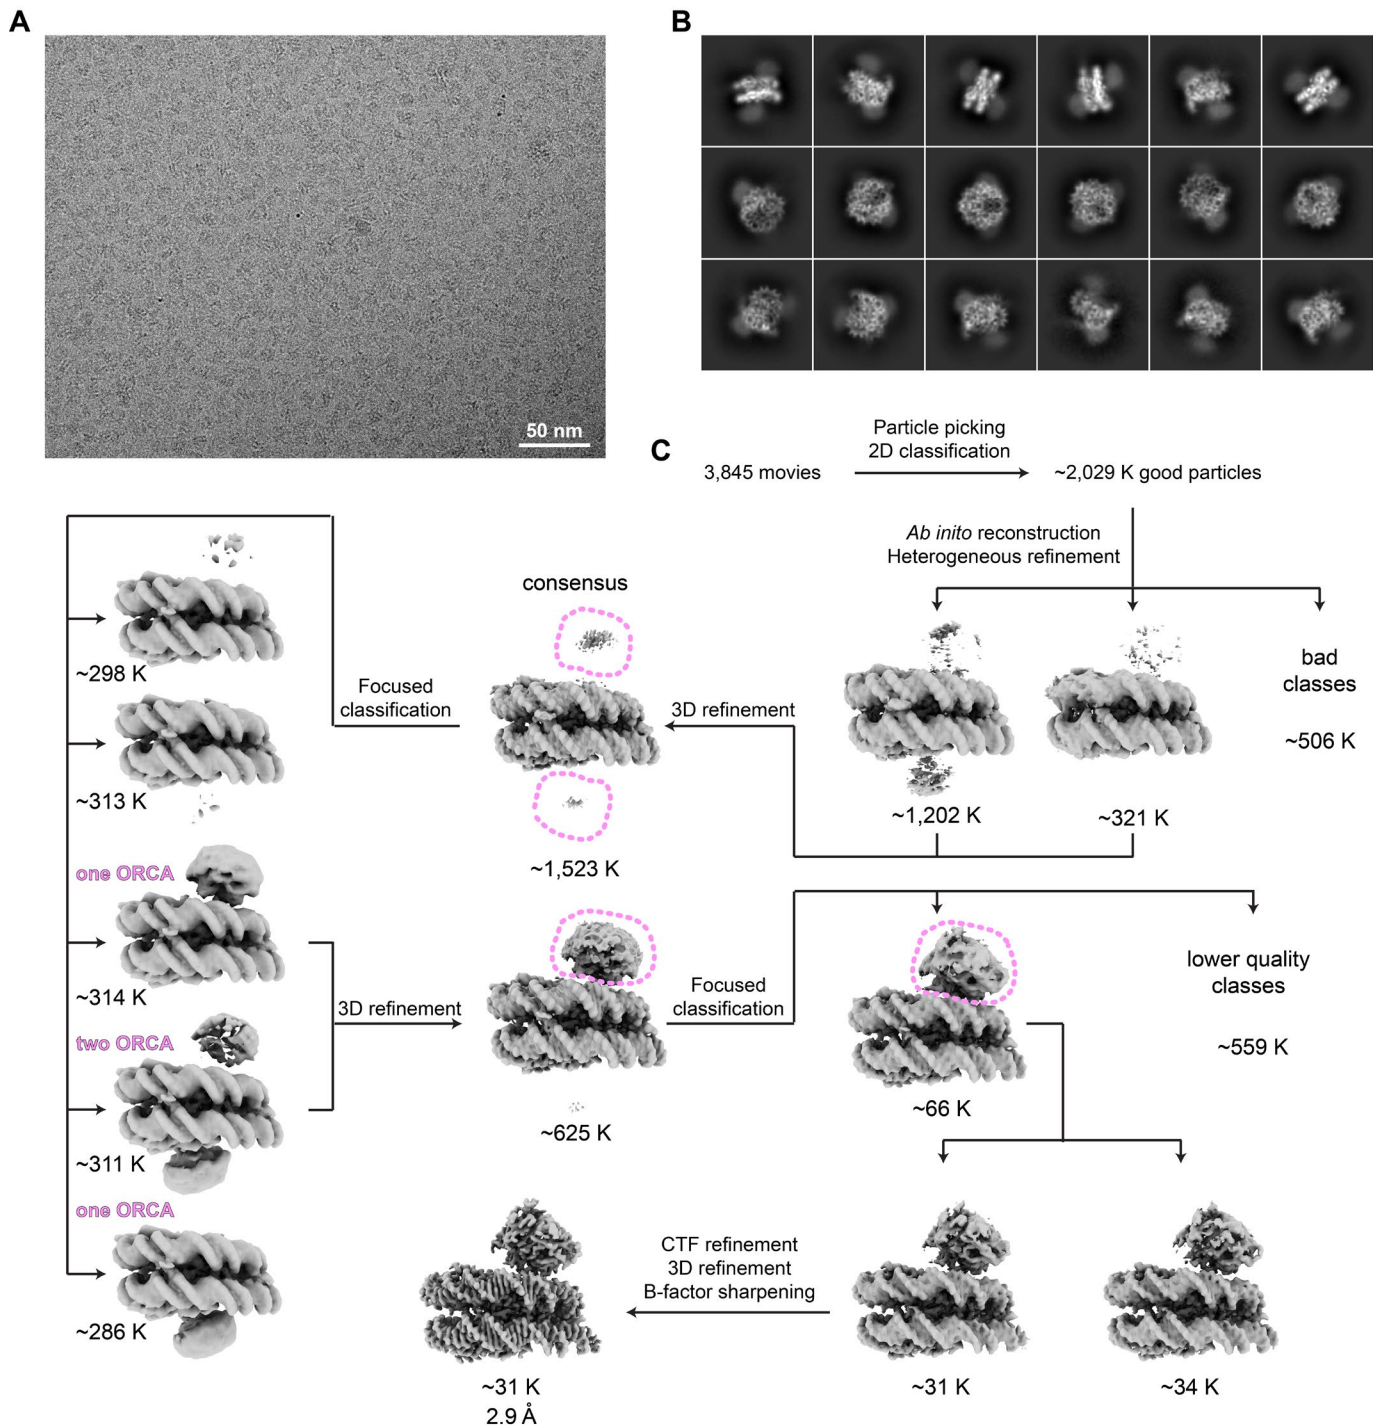 A
50 nm
B
C
3,845 movies
Particle picking
2D classification
~2,029 K good particles
Ab inito reconstruction
Heterogeneous refinement
~1,202 K
~321 K
bad
classes
~506 K
3D refinement
consensus
~1,523 K
Focused
classification
~298 K
~313 K
one ORCA
~314 K
two ORCA
~311 K
one ORCA
~286 K
3D refinement
~625 K
Focused
classification
~66 K
lower quality
classes
~559 K
~31 K
~34 K
CTF refinement
3D refinement
B-factor sharpening
~31 K
2.9 Å